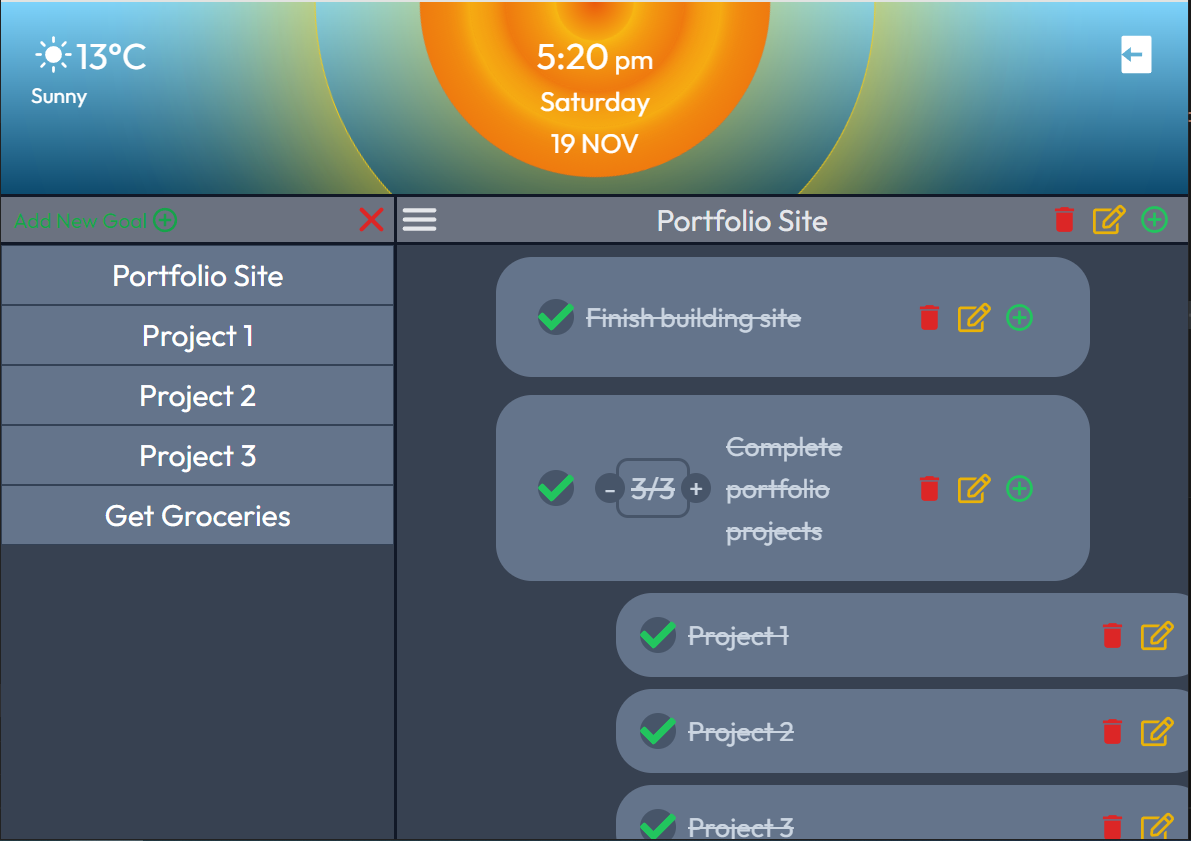 13°C
Sunny
5:20 pm
Saturday
19 NOV
Add New Goal
Portfolio Site
Project 1
Project 2
Project 3
Get Groceries
Portfolio Site
Finish building site
- 3/3 +
Complete
portfolio
projects
Project 1
Project 2
Project 3